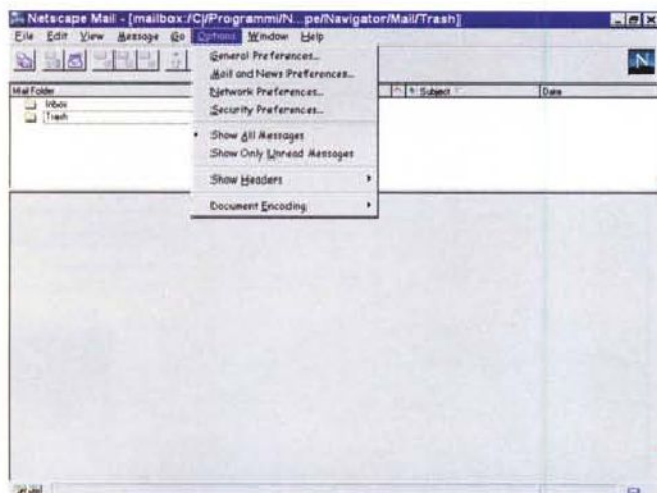 Netscape Mail - [mailbox:/C|/Programmi/N...pe/Navigator/Mail/Trash]
File Edit View Message Go Options Window Help
General Preferences...
Mail and News Preferences...
Network Preferences...
Security Preferences...
Show All Messages
Show Only Unread Messages
Show Headers
Document Encoding
N
Mail Folder
Subject
Date
Inbox
Trash